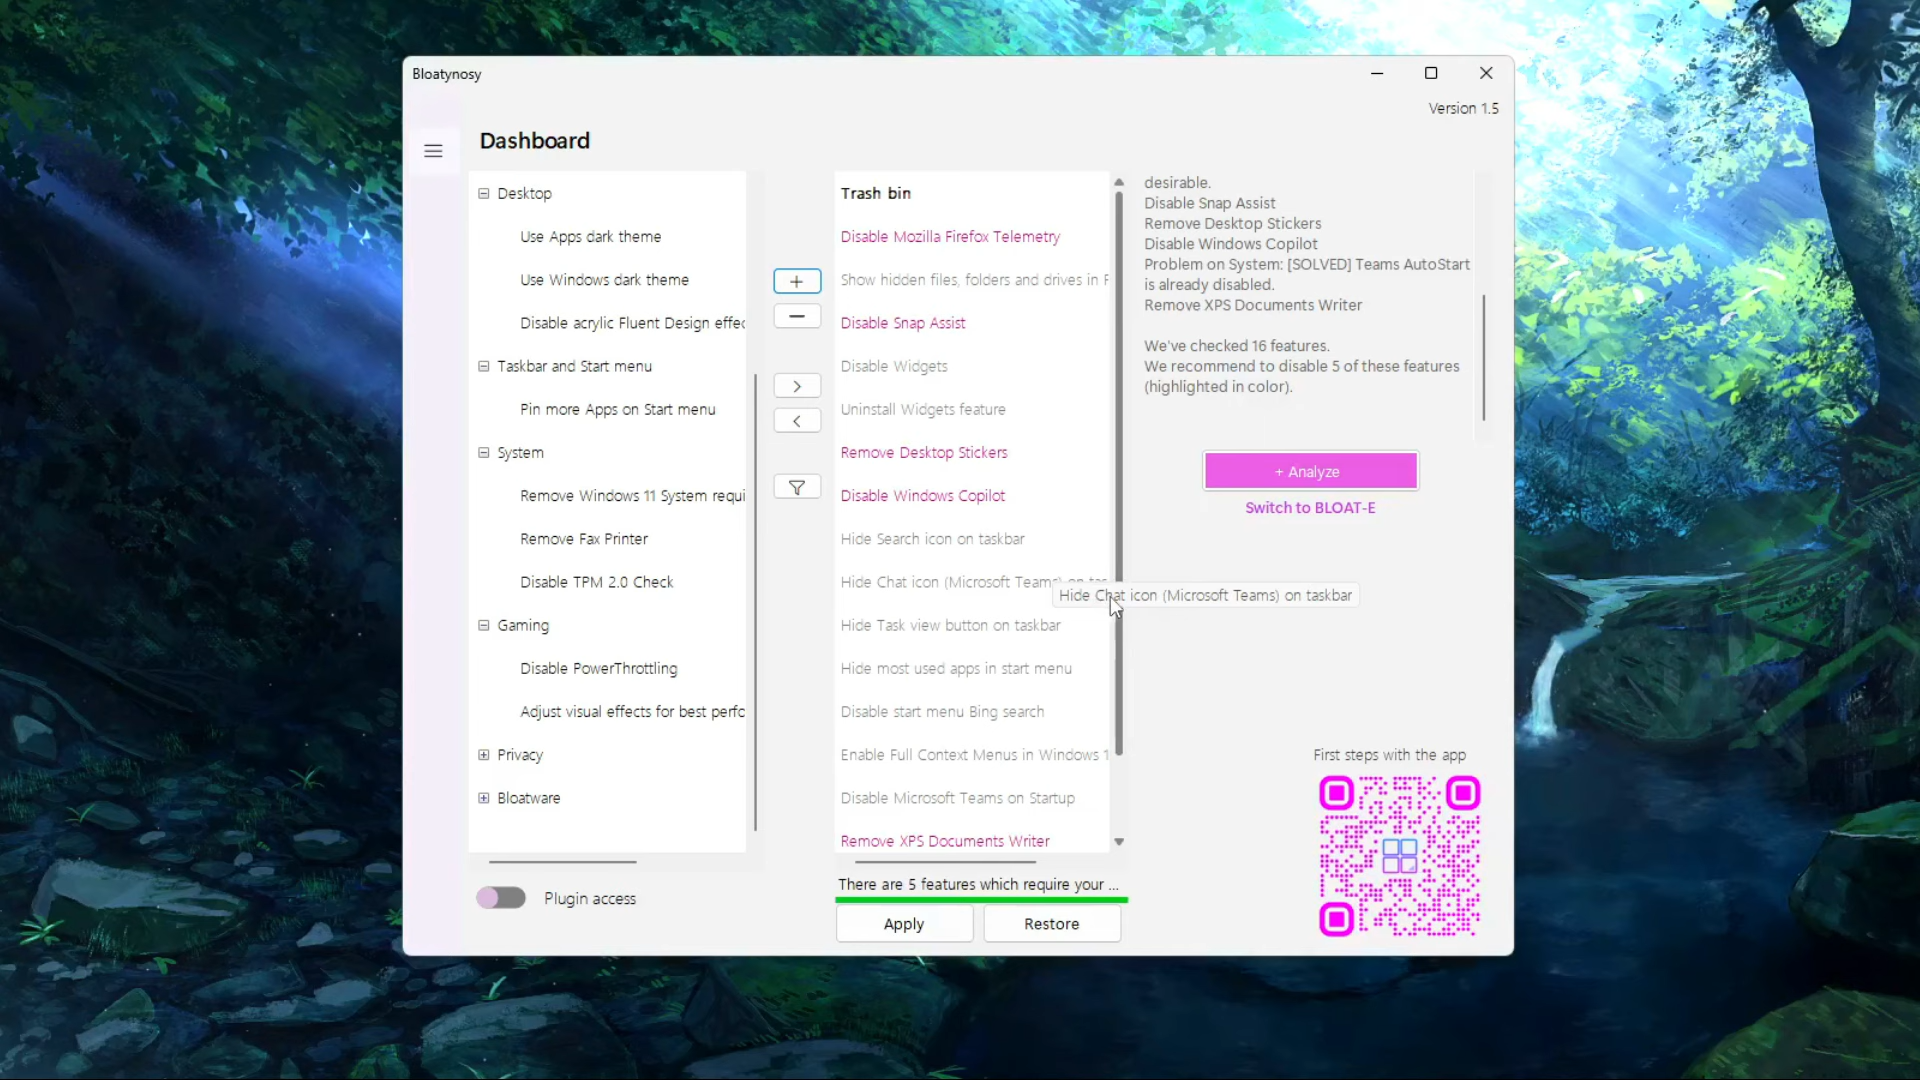 Bloatynosy
Version 1.5
Dashboard
Desktop
Use Apps dark theme
Use Windows dark theme
Disable acrylic Fluent Design effec
Taskbar and Start menu
Pin more Apps on Start menu
System
Remove Windows 11 System requi
Remove Fax Printer
Disable TPM 2.0 Check
Gaming
Disable PowerThrottling
Adjust visual effects for best perfo
Privacy
Bloatware
Plugin access
Trash bin
Disable Mozilla Firefox Telemetry
Show hidden files, folders and drives in F
Disable Snap Assist
Disable Widgets
Uninstall Widgets feature
Remove Desktop Stickers
Disable Windows Copilot
Hide Search icon on taskbar
Hide Chat icon (Microsoft Teams) on tas
Hide Chat icon (Microsoft Teams) on taskbar
Hide Task view button on taskbar
Hide most used apps in start menu
Disable start menu Bing search
Enable Full Context Menus in Windows 1
Disable Microsoft Teams on Startup
Remove XPS Documents Writer
There are 5 features which require your ...
Apply
Restore
desirable.
Disable Snap Assist
Remove Desktop Stickers
Disable Windows Copilot
Problem on System: [SOLVED] Teams AutoStart
is already disabled.
Remove XPS Documents Writer
We've checked 16 features.
We recommend to disable 5 of these features
(highlighted in color).
+ Analyze
Switch to BLOAT-E
First steps with the app